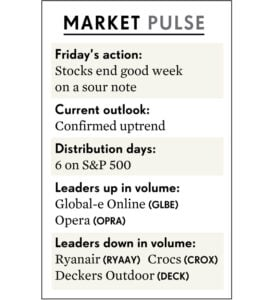 MARKET PULSE
Friday's action:
Stocks end good week
on a sour note
Current outlook:
Confirmed uptrend
Distribution days:
6 on S&P 500
Leaders up in volume:
Global-e Online (GLBE)
Opera (OPRA)
Leaders down in volume:
Ryanair (RYAAY) Crocs (CROX)
Deckers Outdoor (DECK)